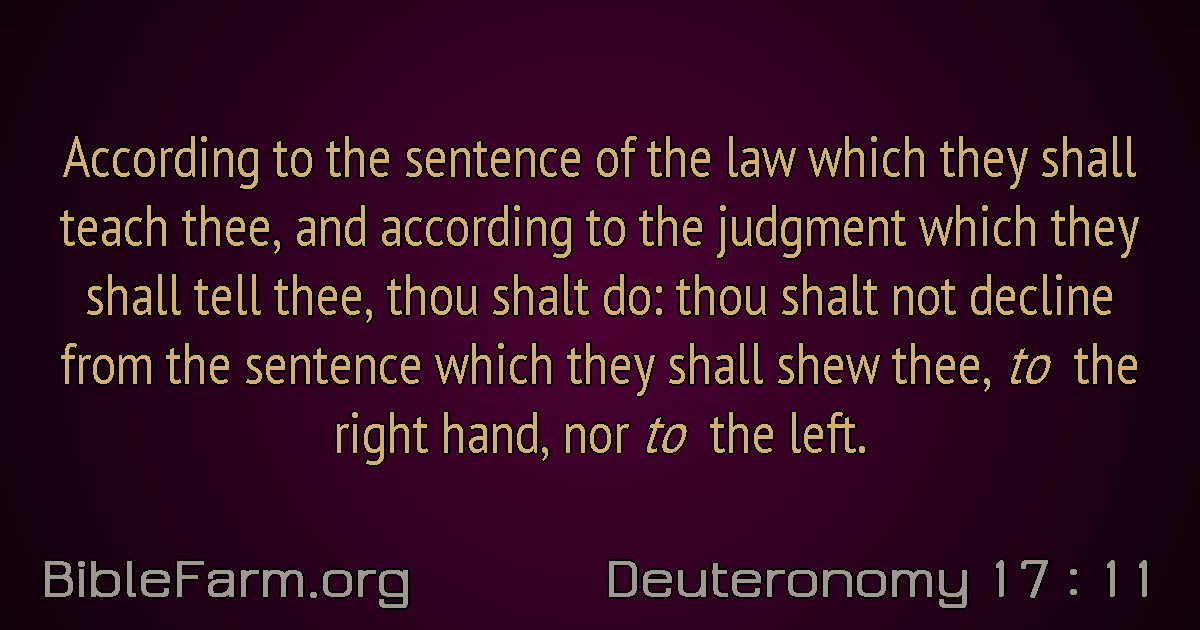 According to the sentence of the law which they shall
teach thee, and according to the judgment which they
shall tell thee, thou shalt do: thou shalt not decline
from the sentence which they shall shew thee, to the
right hand, nor to the left.
BibleFarm.org
Deuteronomy 17 : 11